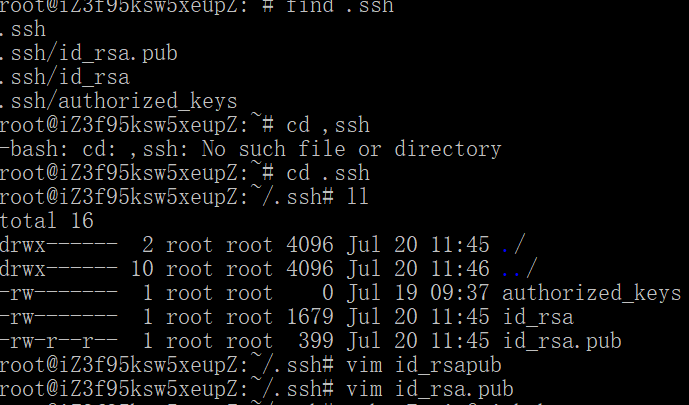 root@iZ3f95ksw5xeupZ:~# find .ssh
.ssh
.ssh/id_rsa.pub
.ssh/id_rsa
.ssh/authorized_keys
root@iZ3f95ksw5xeupZ:~# cd ,ssh
-bash: cd: ,ssh: No such file or directory
root@iZ3f95ksw5xeupZ:~# cd .ssh
root@iZ3f95ksw5xeupZ:~/.ssh# ll
total 16
drwx------  2 root root 4096 Jul 20 11:45 ./
drwx------ 10 root root 4096 Jul 20 11:46 ../
-rw-------  1 root root    0 Jul 19 09:37 authorized_keys
-rw-------  1 root root 1679 Jul 20 11:45 id_rsa
-rw-r--r--  1 root root  399 Jul 20 11:45 id_rsa.pub
root@iZ3f95ksw5xeupZ:~/.ssh# vim id_rsapub
root@iZ3f95ksw5xeupZ:~/.ssh# vim id_rsa.pub